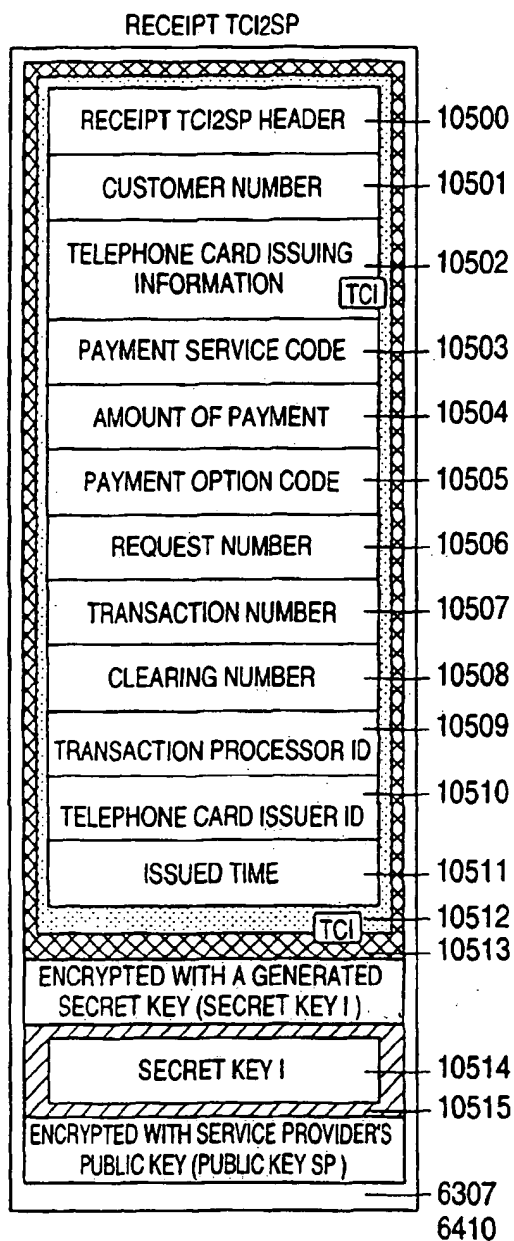 RECEIPT TCI2SP
RECEIPT TCI2SP HEADER 10500
CUSTOMER NUMBER 10501
TELEPHONE CARD ISSUING
INFORMATION 10502
TCI
PAYMENT SERVICE CODE 10503
AMOUNT OF PAYMENT 10504
PAYMENT OPTION CODE 10505
REQUEST NUMBER 10506
TRANSACTION NUMBER 10507
CLEARING NUMBER 10508
10509
TRANSACTION PROCESSOR ID
10510
TELEPHONE CARD ISSUER ID
ISSUED TIME 10511
TCI 10512
10513
ENCRYPTED WITH A GENERATED
SECRET KEY (SECRET KEY I)
SECRET KEY I 10514
10515
ENCRYPTED WITH SERVICE PROVIDER'S
PUBLIC KEY (PUBLIC KEY SP)
6307
6410